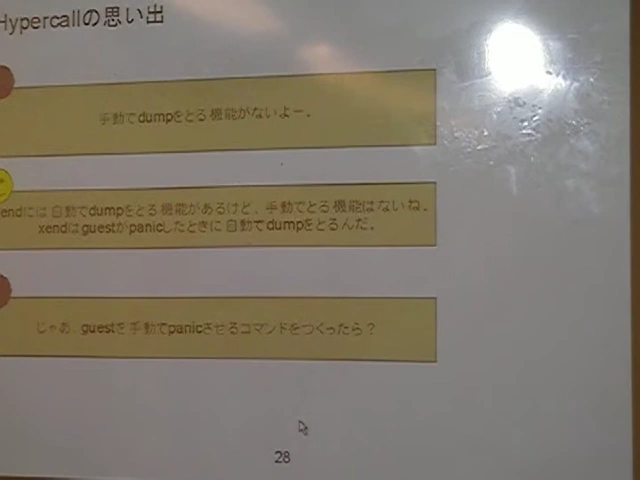 Hypercallの思い出
手動でdumpをとる機能がないよー。
endには自動でdumpをとる機能があるけど、手動でとる機能はないね。
xendはguestがpanicしたときに自動でdumpをとるんだ。
じゃあ、guestを手動でpanicさせるコマンドをつくったら？
28